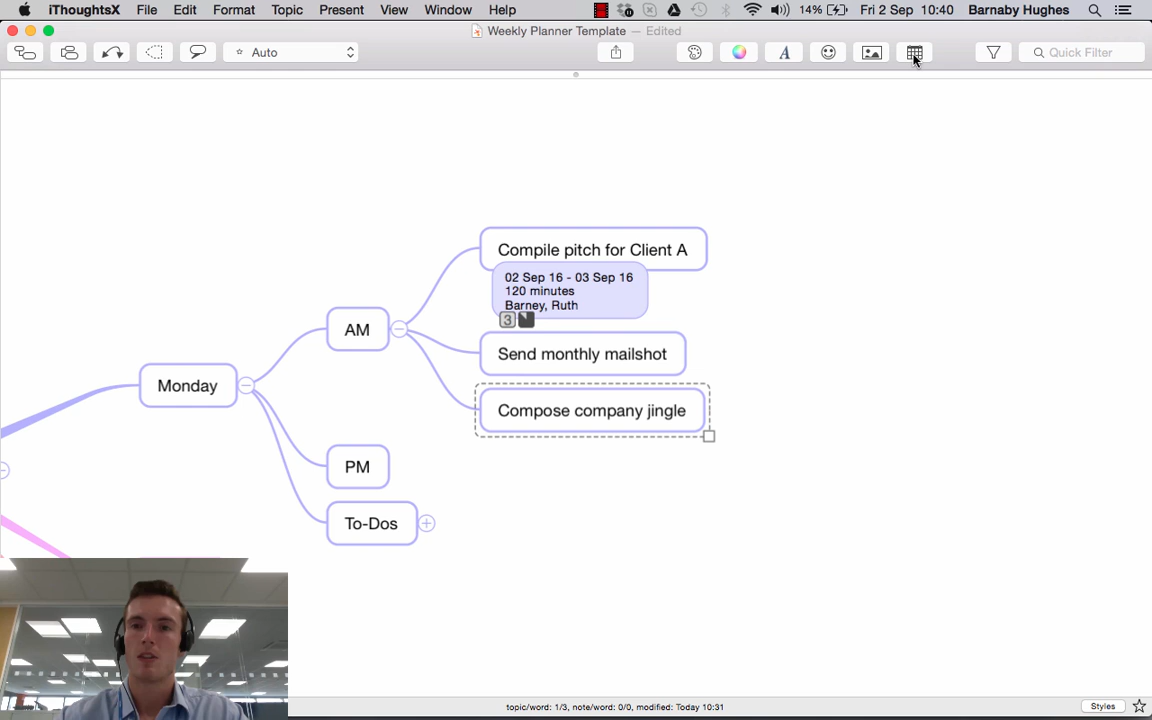 iThoughtsX File Edit Format Topic Present View Window Help 14% Fri 2 Sep 10:40 Barnaby Hughes
Weekly Planner Template — Edited
Auto
Quick Filter
Compile pitch for Client A
02 Sep 16 - 03 Sep 16
120 minutes
Barney, Ruth
3
AM
Send monthly mailshot
Monday
Compose company jingle
PM
To-Dos
topic/word: 1/3, note/word: 0/0, modified: Today 10:31
Styles